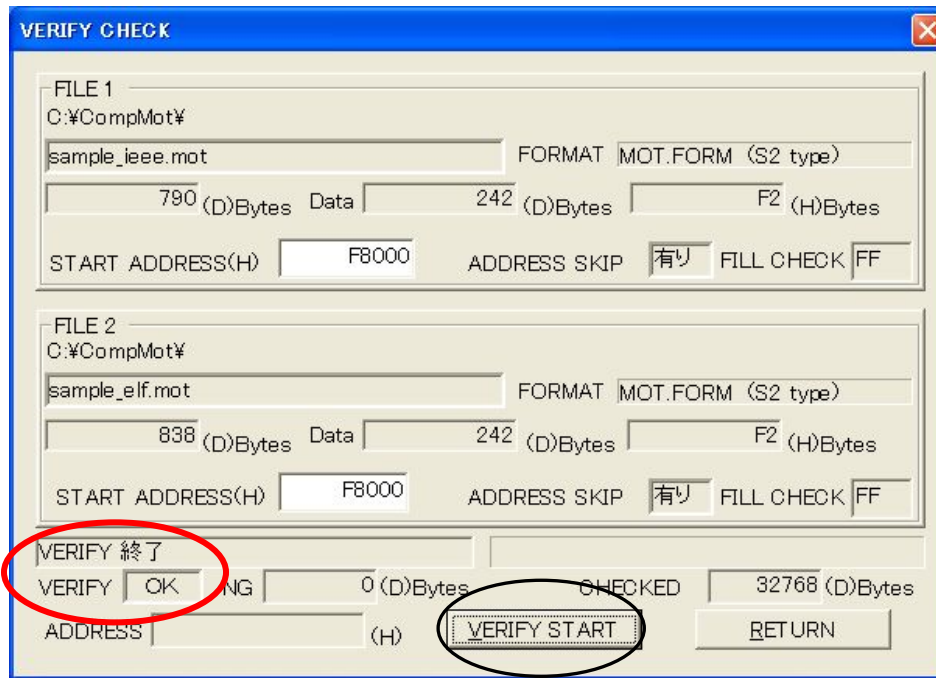 VERIFY CHECK
FILE 1
C:¥CompMot¥
sample_ieee.mot FORMAT MOT.FORM (S2 type)
790 (D)Bytes Data 242 (D)Bytes F2 (H)Bytes
START ADDRESS(H) F8000 ADDRESS SKIP 有り FILL CHECK FF
FILE 2
C:¥CompMot¥
sample_elf.mot FORMAT MOT.FORM (S2 type)
838 (D)Bytes Data 242 (D)Bytes F2 (H)Bytes
START ADDRESS(H) F8000 ADDRESS SKIP 有り FILL CHECK FF
VERIFY 終了
VERIFY OK NG 0 (D)Bytes CHECKED 32768 (D)Bytes
ADDRESS (H) VERIFY START RETURN